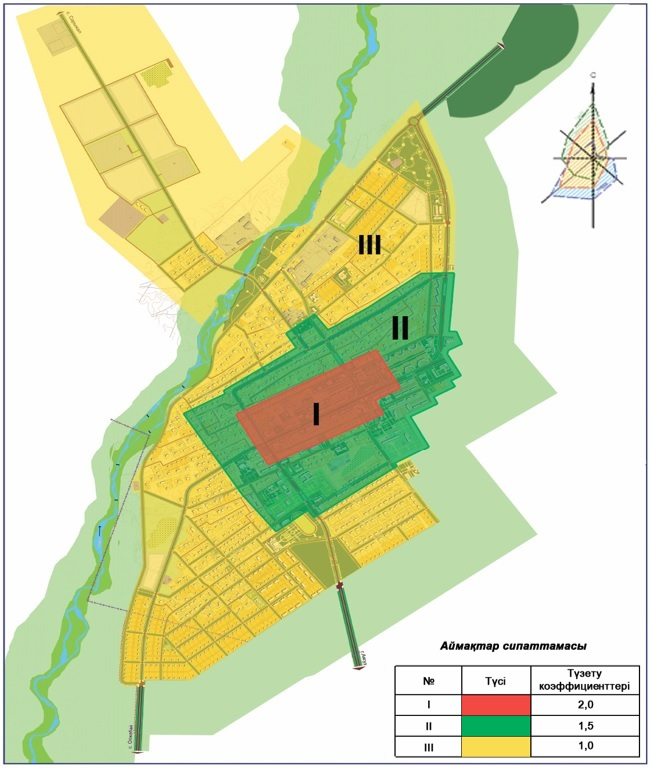 С
III
II
I
Аймақтар сипаттамасы
№ Түсі Түзету коэффициенттері
I 2,0
II 1,5
III 1,0